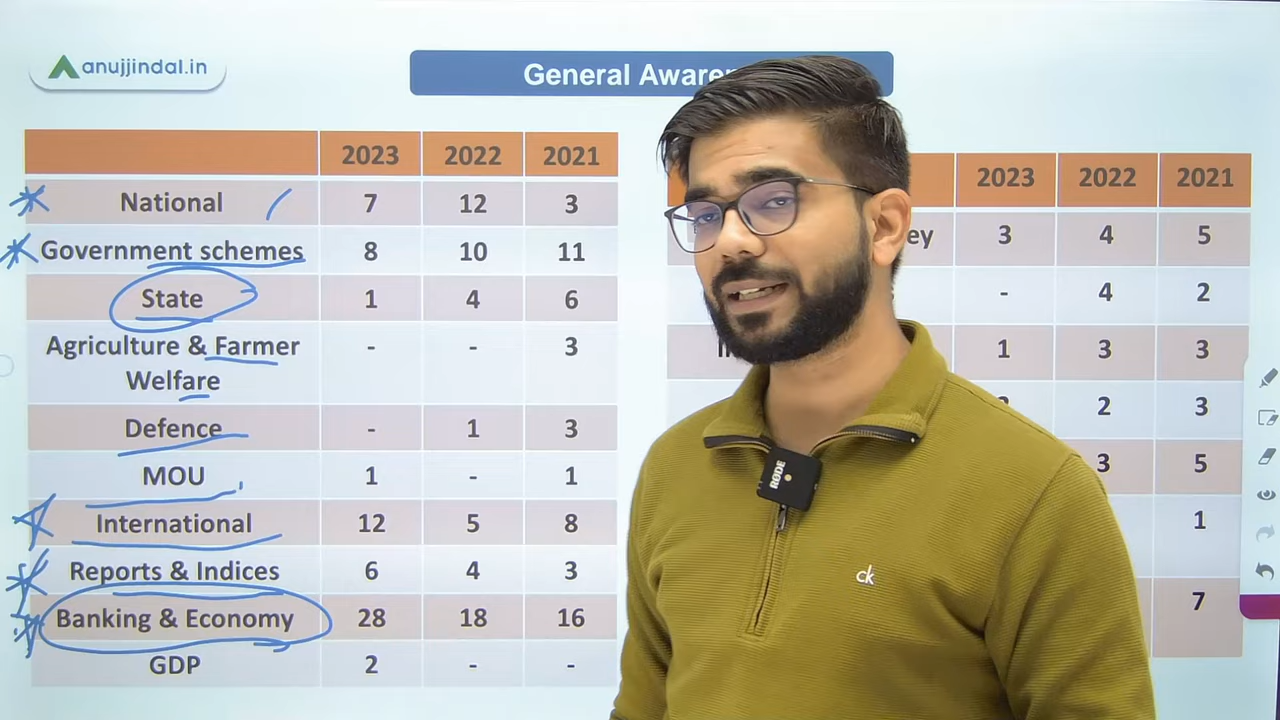 anujjindal.in
General
2023 2022 2021
National 7 12 3
Government schemes 8 10 11
State 1 4 6
Agriculture & Farmer - - 3
Welfare
Defence - 1 3
MOU 1 - 1
International 12 5 8
Reports & Indices 6 4 3
Banking & Economy 28 18 16
GDP 2 - -
2023 2022 2021
3 4 5
- 4 2
1 3 3
2 3
3 5
1
7
RODE
ck